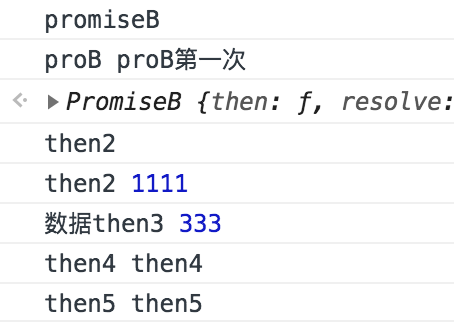 promiseB
proB proB第一次
PromiseB {then: ƒ, resolve:
then2
then2 1111
数据then3 333
then4 then4
then5 then5